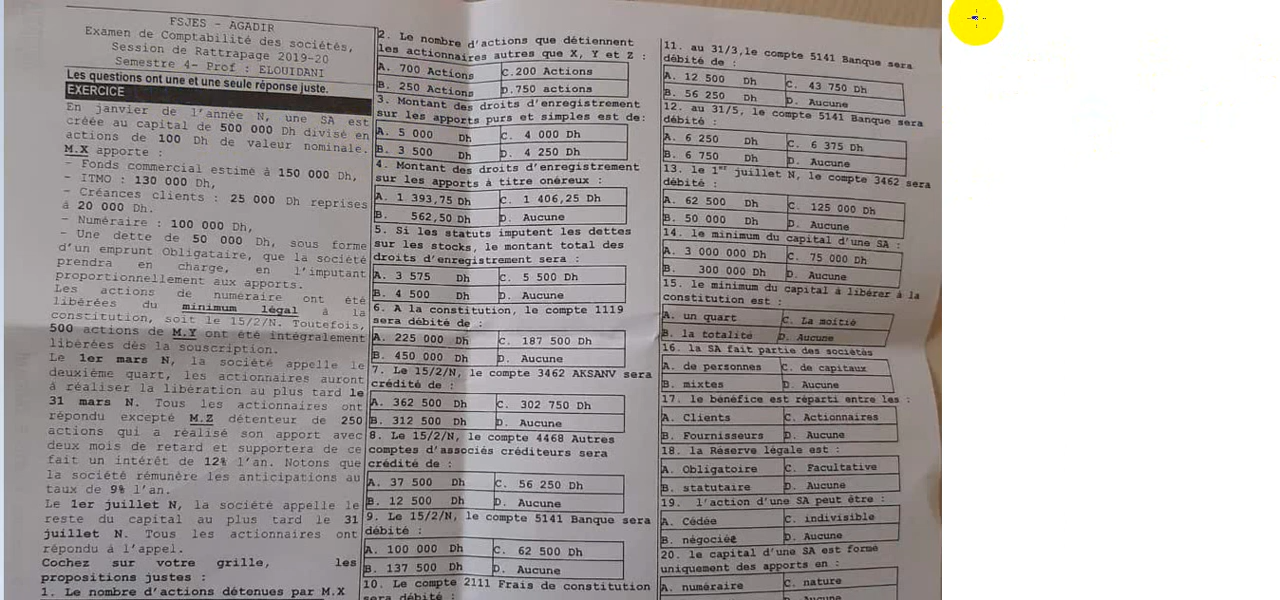 FSJES - AGADIR
Examen de Comptabilité des sociétés,
Session de Rattrapage 2019-20
Semestre 4- Prof : ELOUIDANI
Les questions ont une et une seule réponse juste.
EXERCICE
En janvier de l'année N, une SA est
créée au capital de 500 000 Dh divisé en
actions de 100 Dh de valeur nominale.
M.X apporte :
- Fonds commercial estimé à 150 000 Dh,
- ITMO : 130 000 Dh,
- Créances clients : 25 000 Dh reprises
à 20 000 Dh.
- Numéraire : 100 000 Dh,
- Une dette de 50 000 Dh, sous forme
d'un emprunt Obligataire, que la société
prendra en charge, en l'imputant
proportionnellement aux apports.
Les actions de numéraire ont été
libérées du minimum légal à la
constitution, soit le 15/2/N. Toutefois,
500 actions de M.Y ont été intégralement
libérées dès la souscription.
Le 1er mars N, la société appelle le
deuxième quart, les actionnaires auront
à réaliser la libération au plus tard le
31 mars N. Tous les actionnaires ont
répondu excepté M.Z détenteur de 250
actions qui a réalisé son apport avec
deux mois de retard et supportera de ce
fait un intérêt de 12% l'an. Notons que
la société rémunère les anticipations au
taux de 9% l'an.
Le 1er juillet N, la société appelle le
reste du capital au plus tard le 31
juillet N. Tous les actionnaires ont
répondu à l'appel.
Cochez sur votre grille, les
propositions justes :
1. Le nombre d'actions détenues par M.X
2. Le nombre d'actions que détiennent
les actionnaires autres que X, Y et Z :
A. 700 Actions C.200 Actions
B. 250 Actions D.750 actions
3. Montant des droits d'enregistrement
sur les apports purs et simples est de:
A. 5 000 Dh C. 4 000 Dh
B. 3 500 Dh D. 4 250 Dh
4. Montant des droits d'enregistrement
sur les apports à titre onéreux :
A. 1 393,75 Dh C. 1 406,25 Dh
B. 562,50 Dh D. Aucune
5. Si les statuts imputent les dettes
sur les stocks, le montant total des
droits d'enregistrement sera :
A. 3 575 Dh C. 5 500 Dh
B. 4 500 Dh D. Aucune
6. A la constitution, le compte 1119
sera débité de :
A. 225 000 Dh C. 187 500 Dh
B. 450 000 Dh D. Aucune
7. Le 15/2/N, le compte 3462 AKSANV sera
crédité de :
A. 362 500 Dh C. 302 750 Dh
B. 312 500 Dh D. Aucune
8. Le 15/2/N, le compte 4468 Autres
comptes d'associés créditeurs sera
crédité de :
A. 37 500 Dh C. 56 250 Dh
B. 12 500 Dh D. Aucune
9. Le 15/2/N, le compte 5141 Banque sera
débité :
A. 100 000 Dh C. 62 500 Dh
B. 137 500 Dh D. Aucune
10. Le compte 2111 Frais de constitution
sera débité :
11. au 31/3,le compte 5141 Banque sera
débité de :
A. 12 500 Dh C. 43 750 Dh
B. 56 250 Dh D. Aucune
12. au 31/5, le compte 5141 Banque sera
débité :
A. 6 250 Dh C. 6 375 Dh
B. 6 750 Dh D. Aucune
13. le 1er juillet N, le compte 3462 sera
débité :
A. 62 500 Dh C. 125 000 Dh
B. 50 000 Dh D. Aucune
14. le minimum du capital d'une SA :
A. 3 000 000 Dh C. 75 000 Dh
B. 300 000 Dh D. Aucune
15. le minimum du capital à libérer à la
constitution est :
A. un quart C. La moitié
B. la totalité D. Aucune
16. la SA fait partie des sociétés
A. de personnes C. de capitaux
B. mixtes D. Aucune
17. le bénéfice est réparti entre les :
A. Clients C. Actionnaires
B. Fournisseurs D. Aucune
18. la Réserve légale est :
A. Obligatoire C. Facultative
B. statutaire D. Aucune
19. l'action d'une SA peut être :
A. Cédée C. indivisible
B. négociée D. Aucune
20. le capital d'une SA est formé
uniquement des apports en :
A. numéraire C. nature
D. Aucune